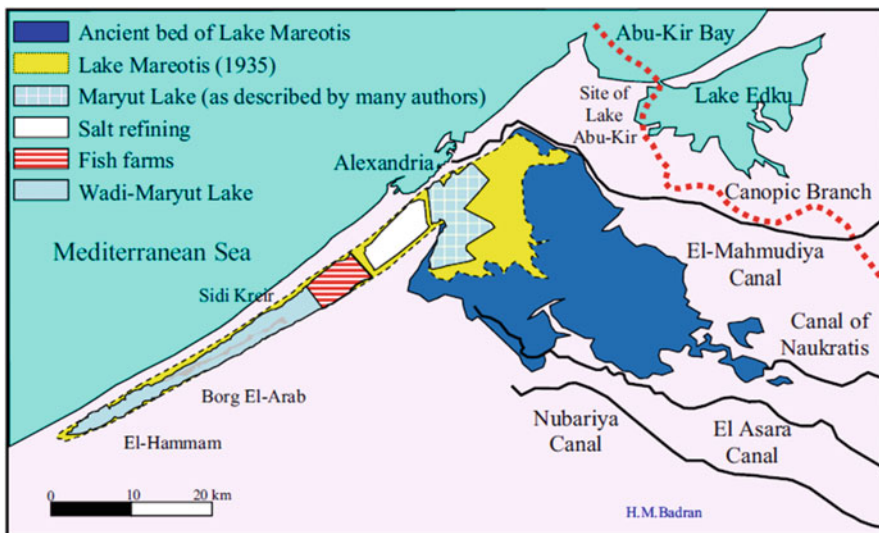 Ancient bed of Lake Mareotis
Lake Mareotis (1935)
Maryut Lake (as described by many authors)
Salt refining
Fish farms
Wadi-Maryut Lake
Abu-Kir Bay
Site of
Lake
Abu-Kir
Lake Edku
Alexandria
Canopic Branch
Mediterranean Sea
El-Mahmudiya
Canal
Sidi Kreir
Canal of
Naukratis
Borg El-Arab
El-Hammam
Nubariya
Canal
El Asara
Canal
0 10 20 km
H.M.Badran